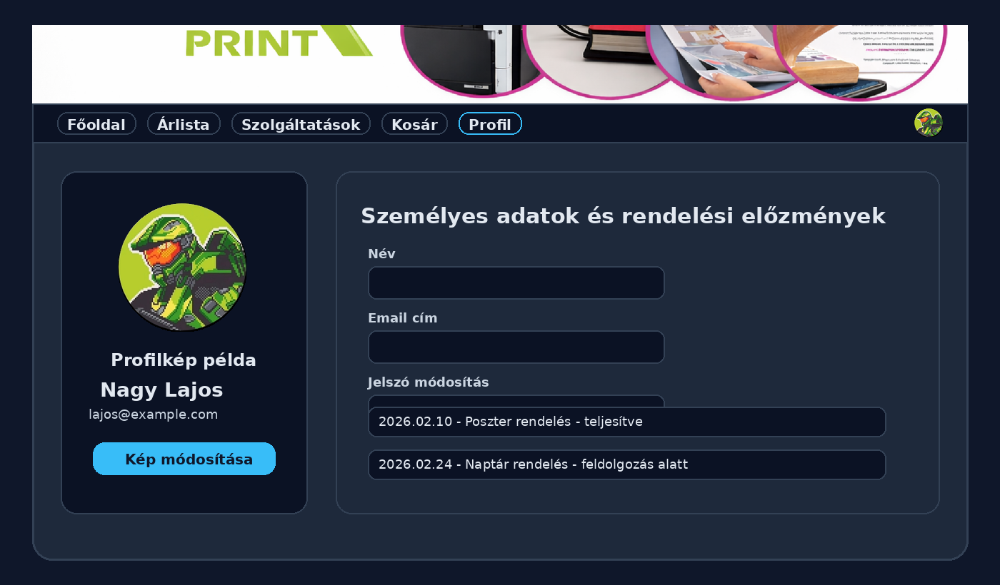 PRINT
Főoldal
Árlista
Szolgáltatások
Kosár
Profil
Profilkép példa
Nagy Lajos
lajos@example.com
Kép módosítása
Személyes adatok és rendelési előzmények
Név
Email cím
Jelszó módosítás
2026.02.10 - Poszter rendelés - teljesítve
2026.02.24 - Naptár rendelés - feldolgozás alatt